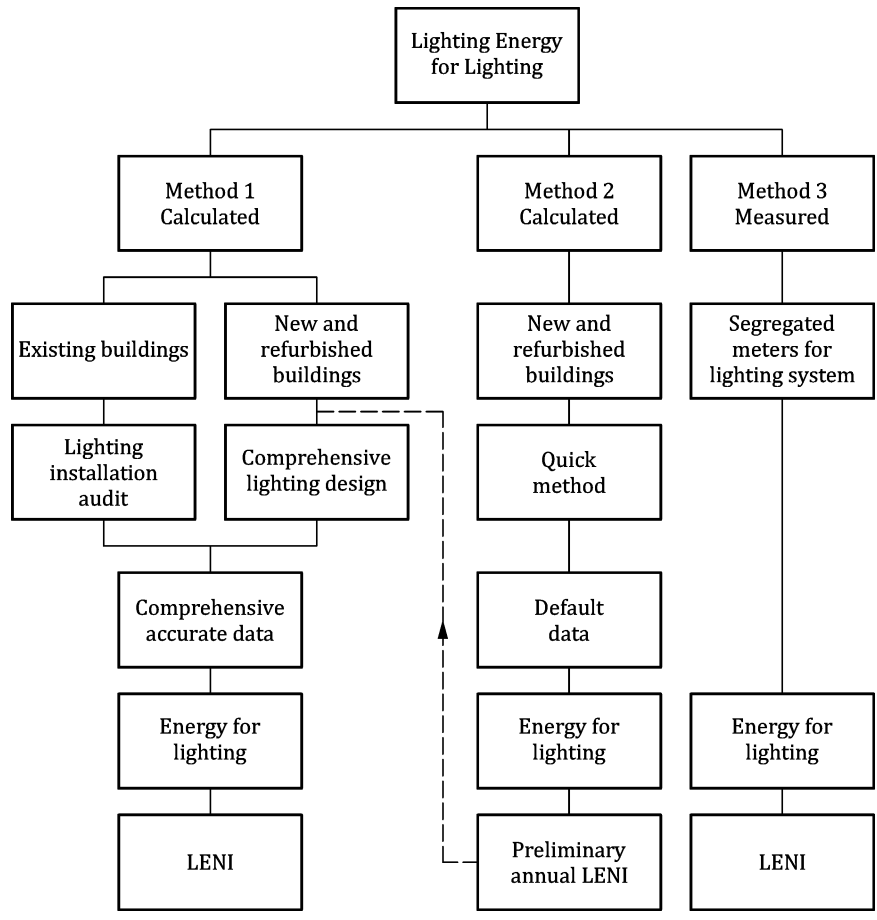 Lighting Energy
for Lighting
Method 1
Calculated
Method 2
Calculated
Method 3
Measured
Existing buildings
New and
refurbished
buildings
New and
refurbished
buildings
Segregated
meters for
lighting system
Lighting
installation
audit
Comprehensive
lighting design
Quick
method
Comprehensive
accurate data
Default
data
Energy for
lighting
Energy for
lighting
Energy for
lighting
LENI
Preliminary
annual LENI
LENI